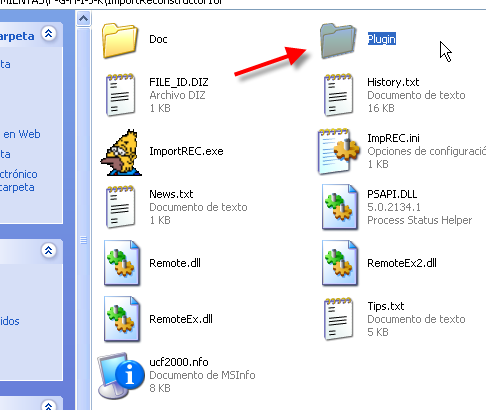 MIENTAS\F-G-H-I-J-K\ImportReconstructor16f
arpeta
ta
en Web
ta
ectrónico
carpeta
idos
Doc
Plugin
FILE_ID.DIZ
Archivo DIZ
1 KB
History.txt
Documento de texto
16 KB
ImportREC.exe
ImpREC.ini
Opciones de configuració
1 KB
News.txt
Documento de texto
1 KB
PSAPI.DLL
5.0.2134.1
Process Status Helper
Remote.dll
RemoteEx2.dll
RemoteEx.dll
Tips.txt
Documento de texto
5 KB
ucf2000.nfo
Documento de MSInfo
8 KB